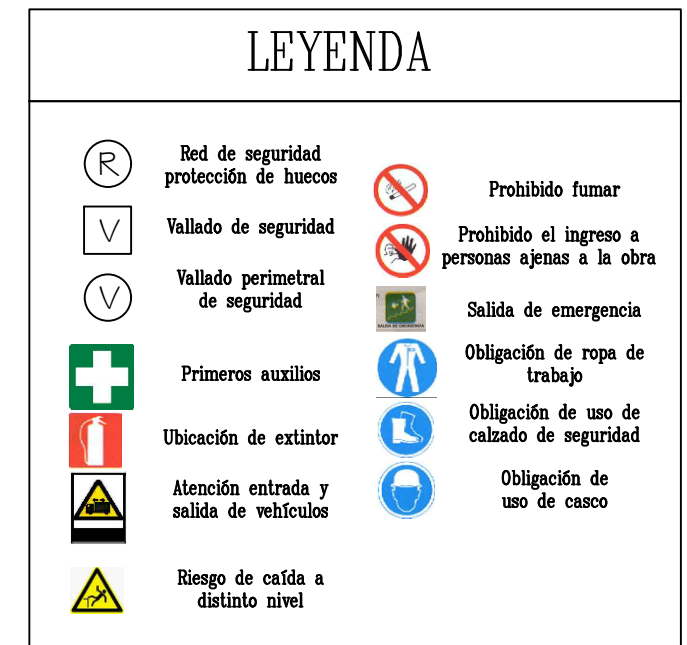 LEYENDA
R
Red de seguridad
protección de huecos
V
Vallado de seguridad
V
Vallado perimetral
de seguridad
Primeros auxilios
Ubicación de extintor
Atención entrada y
salida de vehículos
Riesgo de caída a
distinto nivel
Prohibido fumar
Prohibido el ingreso a
personas ajenas a la obra
SALIDA DE EMERGENCIA
Salida de emergencia
Obligación de ropa de
trabajo
Obligación de uso de
calzado de seguridad
Obligación de
uso de casco